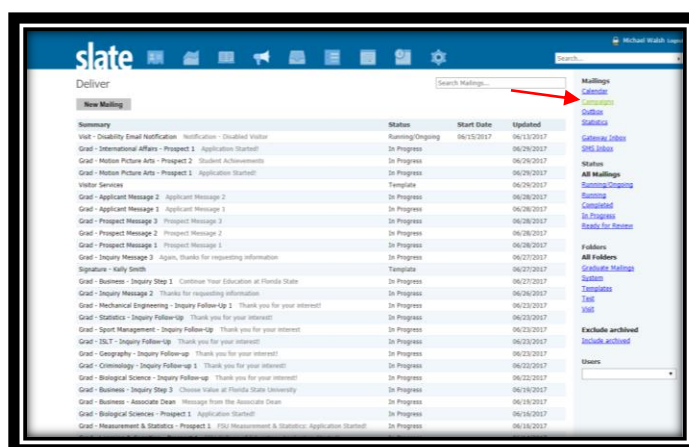 Michael Walsh Logout
slate
Search...
Deliver
Search Mailings...
New Mailing
Summary Status Start Date Updated
Visit - Disability Email Notification Notification - Disabled Visitor Running/Ongoing 06/15/2017 06/13/2017
Grad - International Affairs - Prospect 1 Application Started! In Progress 06/29/2017
Grad - Motion Picture Arts - Prospect 2 Student Achievements In Progress 06/29/2017
Grad - Motion Picture Arts - Prospect 1 Application Started! In Progress 06/29/2017
Visitor Services Template 06/29/2017
Grad - Applicant Message 2 Applicant Message 2 In Progress 06/28/2017
Grad - Applicant Message 1 Applicant Message 1 In Progress 06/28/2017
Grad - Prospect Message 3 Prospect Message 3 In Progress 06/28/2017
Grad - Prospect Message 2 Prospect Message 2 In Progress 06/28/2017
Grad - Prospect Message 1 Prospect Message 1 In Progress 06/28/2017
Grad - Inquiry Message 3 Again, thanks for requesting information In Progress 06/27/2017
Signature - Kelly Smith Template 06/27/2017
Grad - Business - Inquiry Step 1 Continue Your Education at Florida State In Progress 06/27/2017
Grad - Inquiry Message 2 Thanks for requesting information In Progress 06/26/2017
Grad - Mechanical Engineering - Inquiry Follow-Up 1 Thank you for your interest! In Progress 06/23/2017
Grad - Statistics - Inquiry Follow-Up Thank you for your interest! In Progress 06/23/2017
Grad - Sport Management - Inquiry Follow-Up Thank you for your interest In Progress 06/23/2017
Grad - ISLT - Inquiry Follow-Up Thank you for your interest! In Progress 06/23/2017
Grad - Geography - Inquiry Follow-up Thank you for your interest! In Progress 06/23/2017
Grad - Criminology - Inquiry Follow-up 1 Thank you for your interest! In Progress 06/22/2017
Grad - Biological Science - Inquiry Follow-up Thank you for your interest! In Progress 06/22/2017
Grad - Business - Inquiry Step 3 Choose Value at Florida State University In Progress 06/19/2017
Grad - Business - Associate Dean Message from the Associate Dean In Progress 06/19/2017
Grad - Biological Sciences - Prospect 1 Application Started! In Progress 06/16/2017
Grad - Measurement & Statistics - Prospect 1 FSU Measurement & Statistics: Application Started! In Progress 06/16/2017
Mailings
Calendar
Campaigns
Outbox
Statistics
Gateway Inbox
SMS Inbox
Status
All Mailings
Running/Ongoing
Running
Completed
In Progress
Ready for Review
Folders
All Folders
Graduate Mailings
System
Templates
Test
Visit
Exclude archived
Include archived
Users